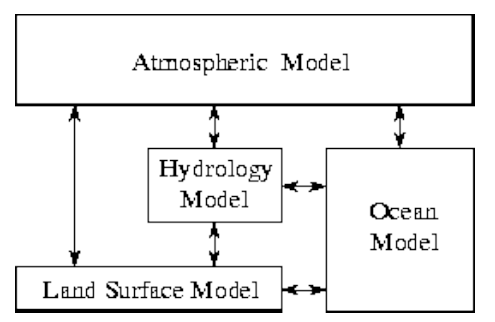 Atmospheric Model
Hydrology
Model
Ocean
Model
Land Surface Model